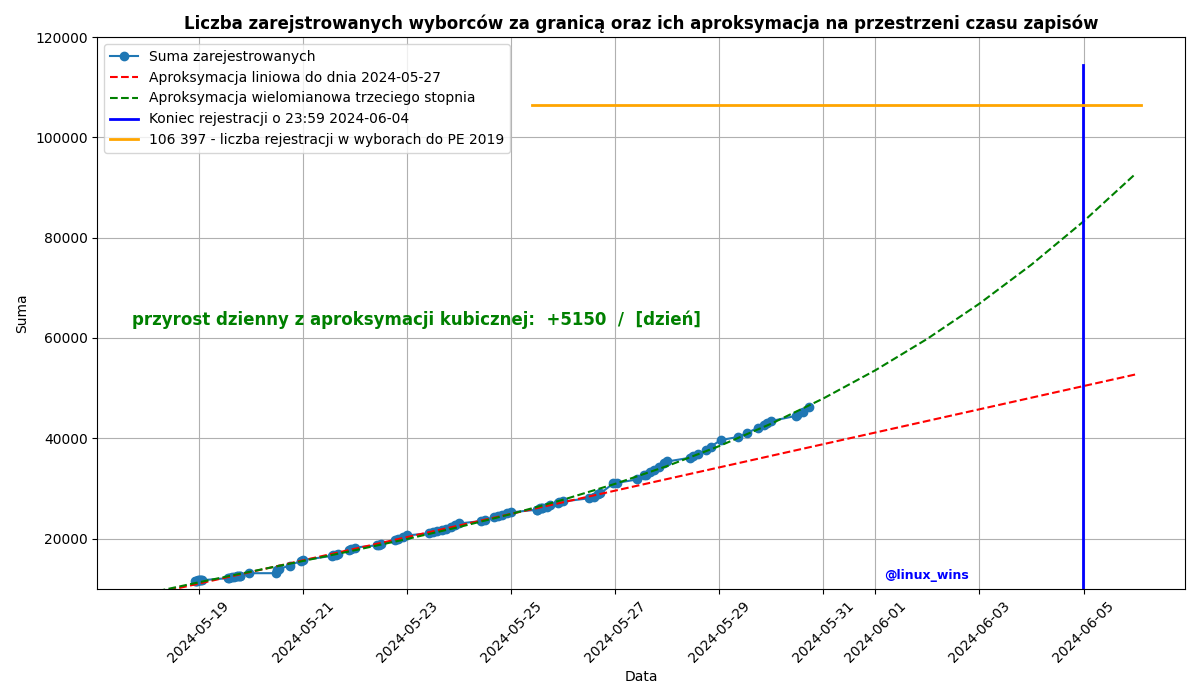 Liczba zarejstrowanych wyborców za granicą oraz ich aproksymacja na przestrzeni czasu zapisów
Suma zarejestrowanych
Aproksymacja liniowa do dnia 2024-05-27
Aproksymacja wielomianowa trzeciego stopnia
Koniec rejestracji o 23:59 2024-06-04
106 397 - liczba rejestracji w wyborach do PE 2019
120000
100000
80000
60000
40000
20000
Suma
przyrost dzienny z aproksymacji kubicznej: +5150 / [dzień]
@linux_wins
2024-05-19
2024-05-21
2024-05-23
2024-05-25
2024-05-27
2024-05-29
2024-05-31
2024-06-01
2024-06-03
2024-06-05
Data